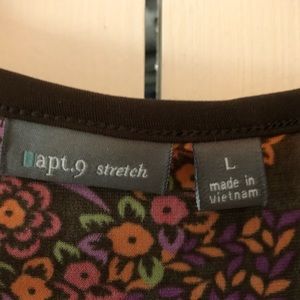 apt.9 stretch
L
made in
vietnam